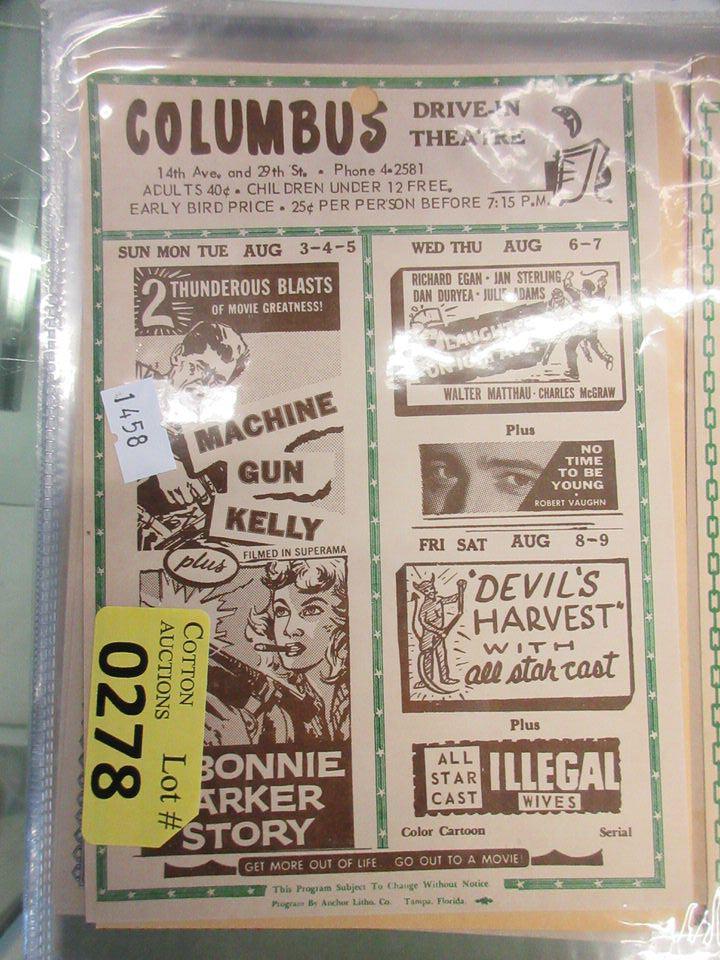 COLUMBUS
DRIVE-IN
THEATRE
14th Ave. and 29th St. • Phone 4-2581
ADULTS 40¢ • CHILDREN UNDER 12 FREE.
EARLY BIRD PRICE • 25¢ PER PERSON BEFORE 7:15 P.M.
SUN MON TUE AUG 3-4-5
2 THUNDEROUS BLASTS
OF MOVIE GREATNESS!
MACHINE
GUN
KELLY
plus
FILMED IN SUPERAMA
BONNIE
PARKER
STORY
WED THU AUG 6-7
RICHARD EGAN • JAN STERLING
DAN DURYEA • JULIE ADAMS
SLAUGHTER
ON
WALTER MATTHAU • CHARLES McGRAW
Plus
NO
TIME
TO BE
YOUNG
ROBERT VAUGHN
FRI SAT AUG 8-9
"DEVIL'S
HARVEST"
WITH
all star cast
Plus
ALL
STAR
CAST
ILLEGAL
WIVES
Color Cartoon Serial
GET MORE OUT OF LIFE.. GO OUT TO A MOVIE!
This Program Subject To Change Without Notice
Program By Anchor Litho. Co. Tampa, Florida.
1458
COTTON
AUCTIONS
Lot #
0278